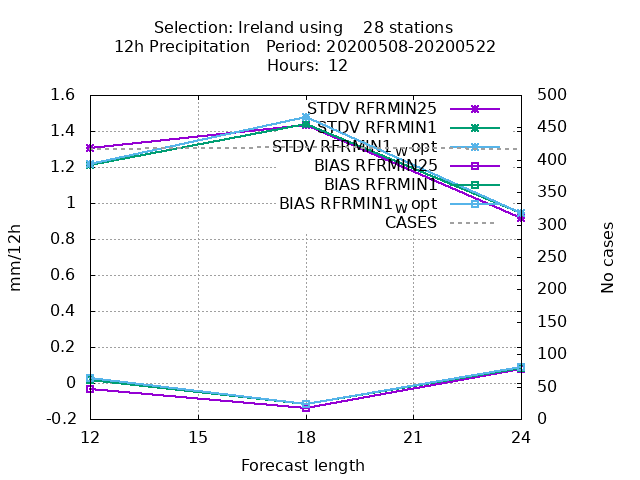 Selection: Ireland using 28 stations
12h Precipitation Period: 20200508-20200522
Hours: 12
1.6
1.4
1.2
1
0.8
0.6
0.4
0.2
0
-0.2
mm/12h
STDV RFRMIN25
STDV RFRMIN1
STDV RFRMIN1w opt
BIAS RFRMIN25
BIAS RFRMIN1
BIAS RFRMIN1w opt
CASES
500
450
400
350
300
250
200
150
100
50
0
No cases
12 15 18 21 24
Forecast length